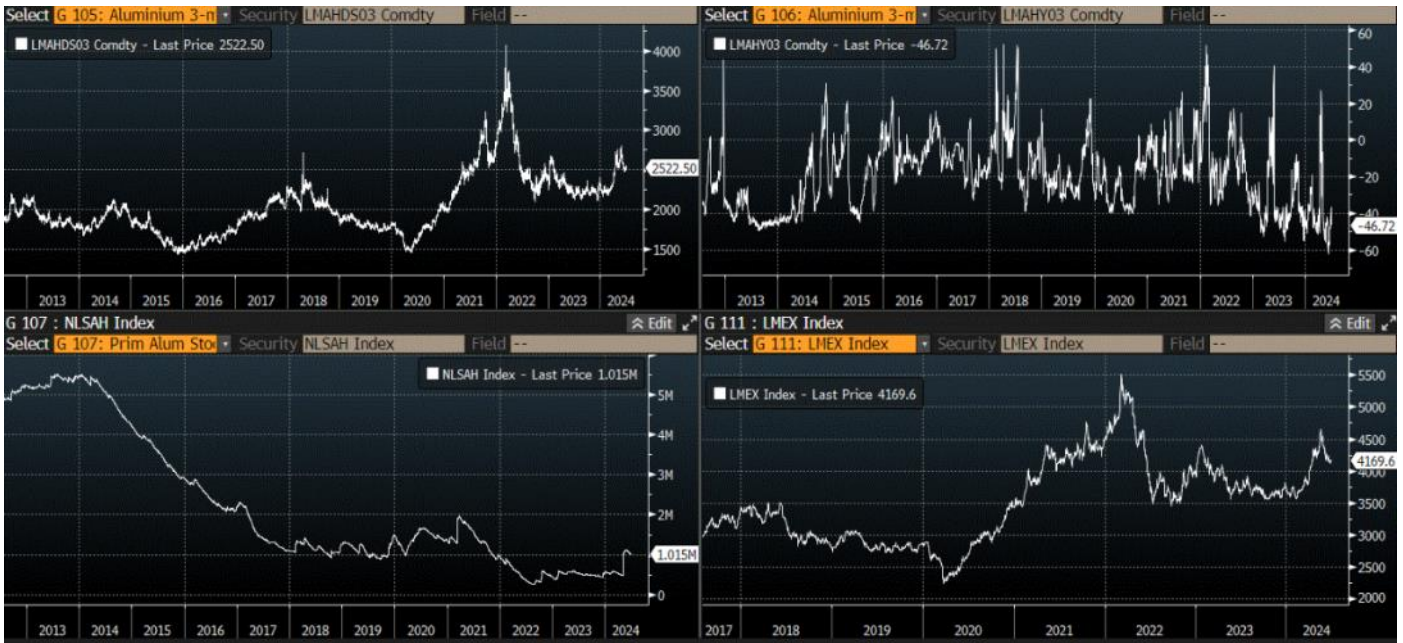 Select G 105: Aluminium 3-m Security LMAHDS03 Comdty Field --
LMAHDS03 Comdty - Last Price 2522.50
4000
3500
3000
2522.50
2000
1500
2013 2014 2015 2016 2017 2018 2019 2020 2021 2022 2023 2024
Select G 106: Aluminium 3-m Security LMAHY03 Comdty Field --
LMAHY03 Comdty - Last Price -46.72
60
40
20
0
-20
-40
-46.72
-60
2013 2014 2015 2016 2017 2018 2019 2020 2021 2022 2023 2024
G 107 : NLSAH Index Edit
Select G 107: Prim Alum Sto Security NLSAH Index Field --
NLSAH Index - Last Price 1.015M
5M
4M
3M
2M
1.015M
0
2013 2014 2015 2016 2017 2018 2019 2020 2021 2022 2023 2024
G 111 : LMEX Index Edit
Select G 111: LMEX Index Security LMEX Index Field --
LMEX Index - Last Price 4169.6
5500
5000
4500
4169.6
4000
3500
3000
2500
2000
2017 2018 2019 2020 2021 2022 2023 2024